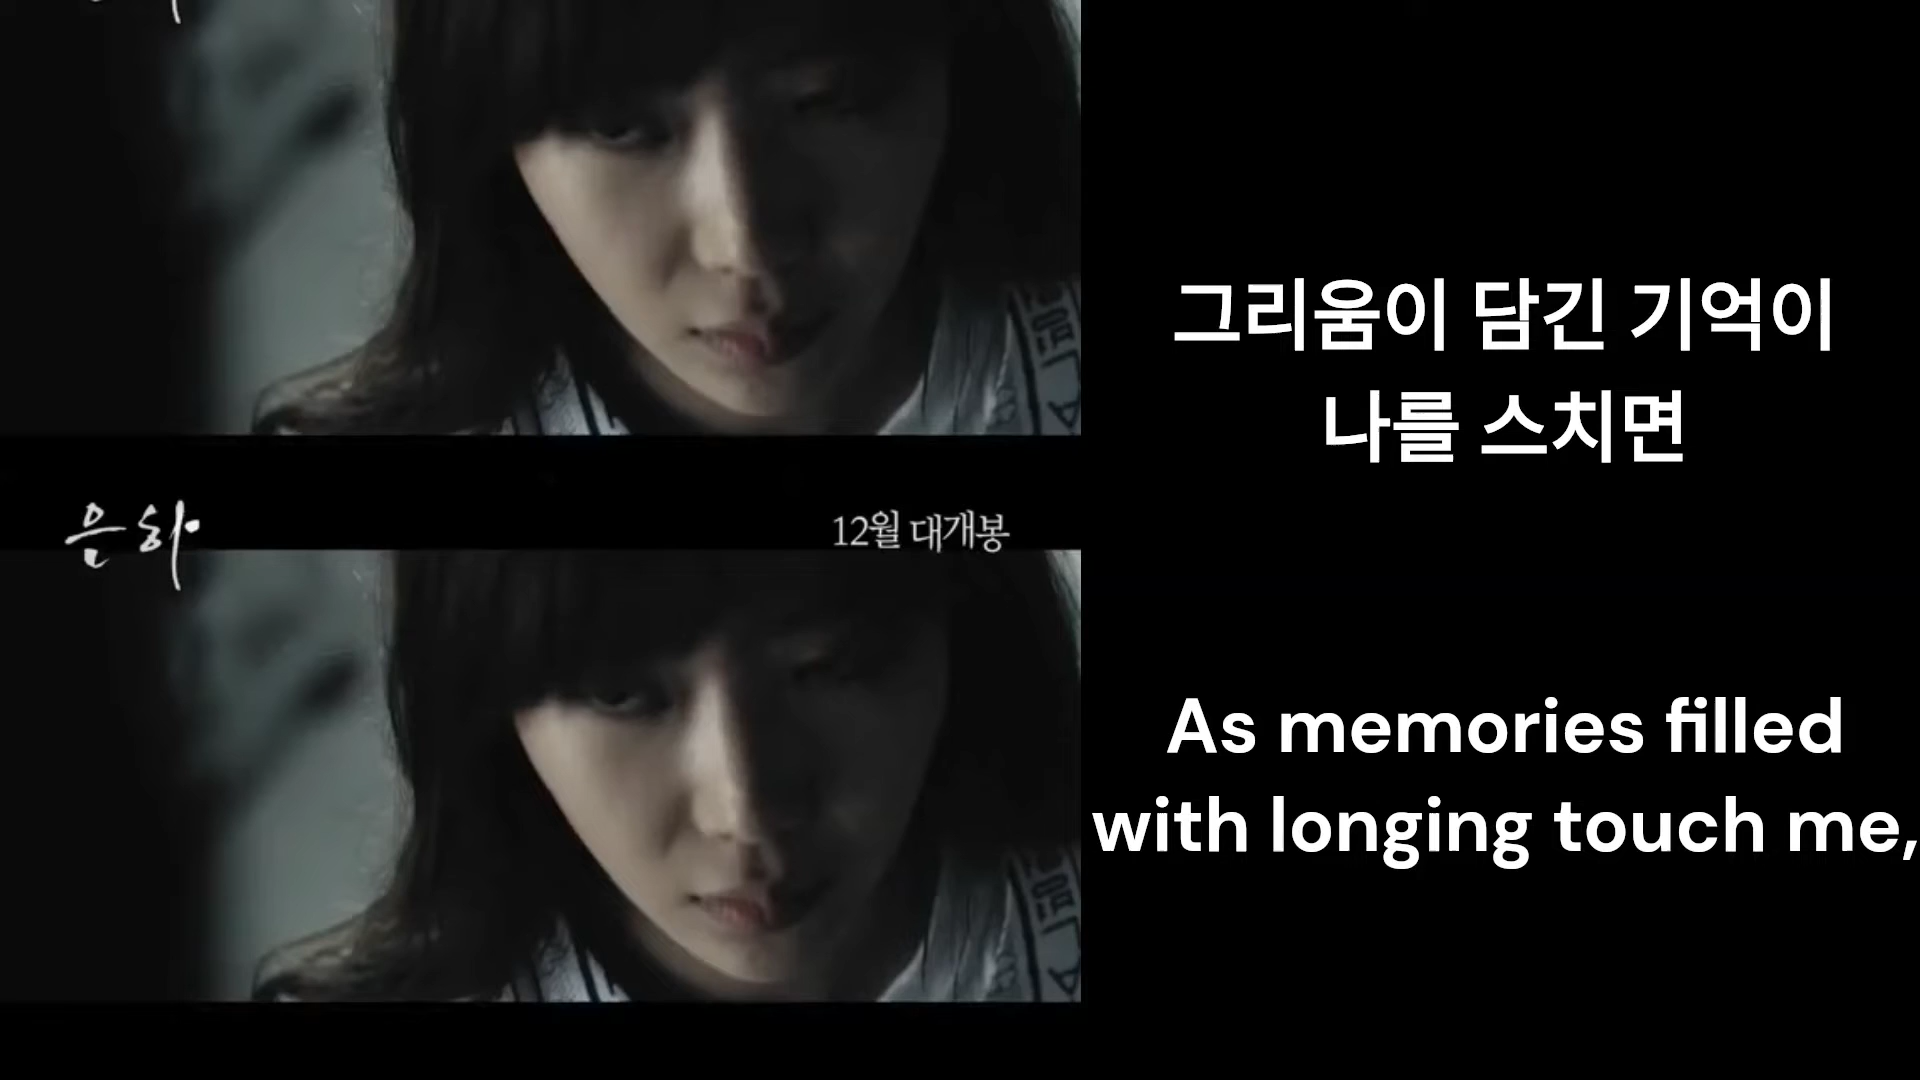 그리움이 담긴 기억이
나를 스치면
은하
12월 대개봉
As memories filled
with longing touch me,